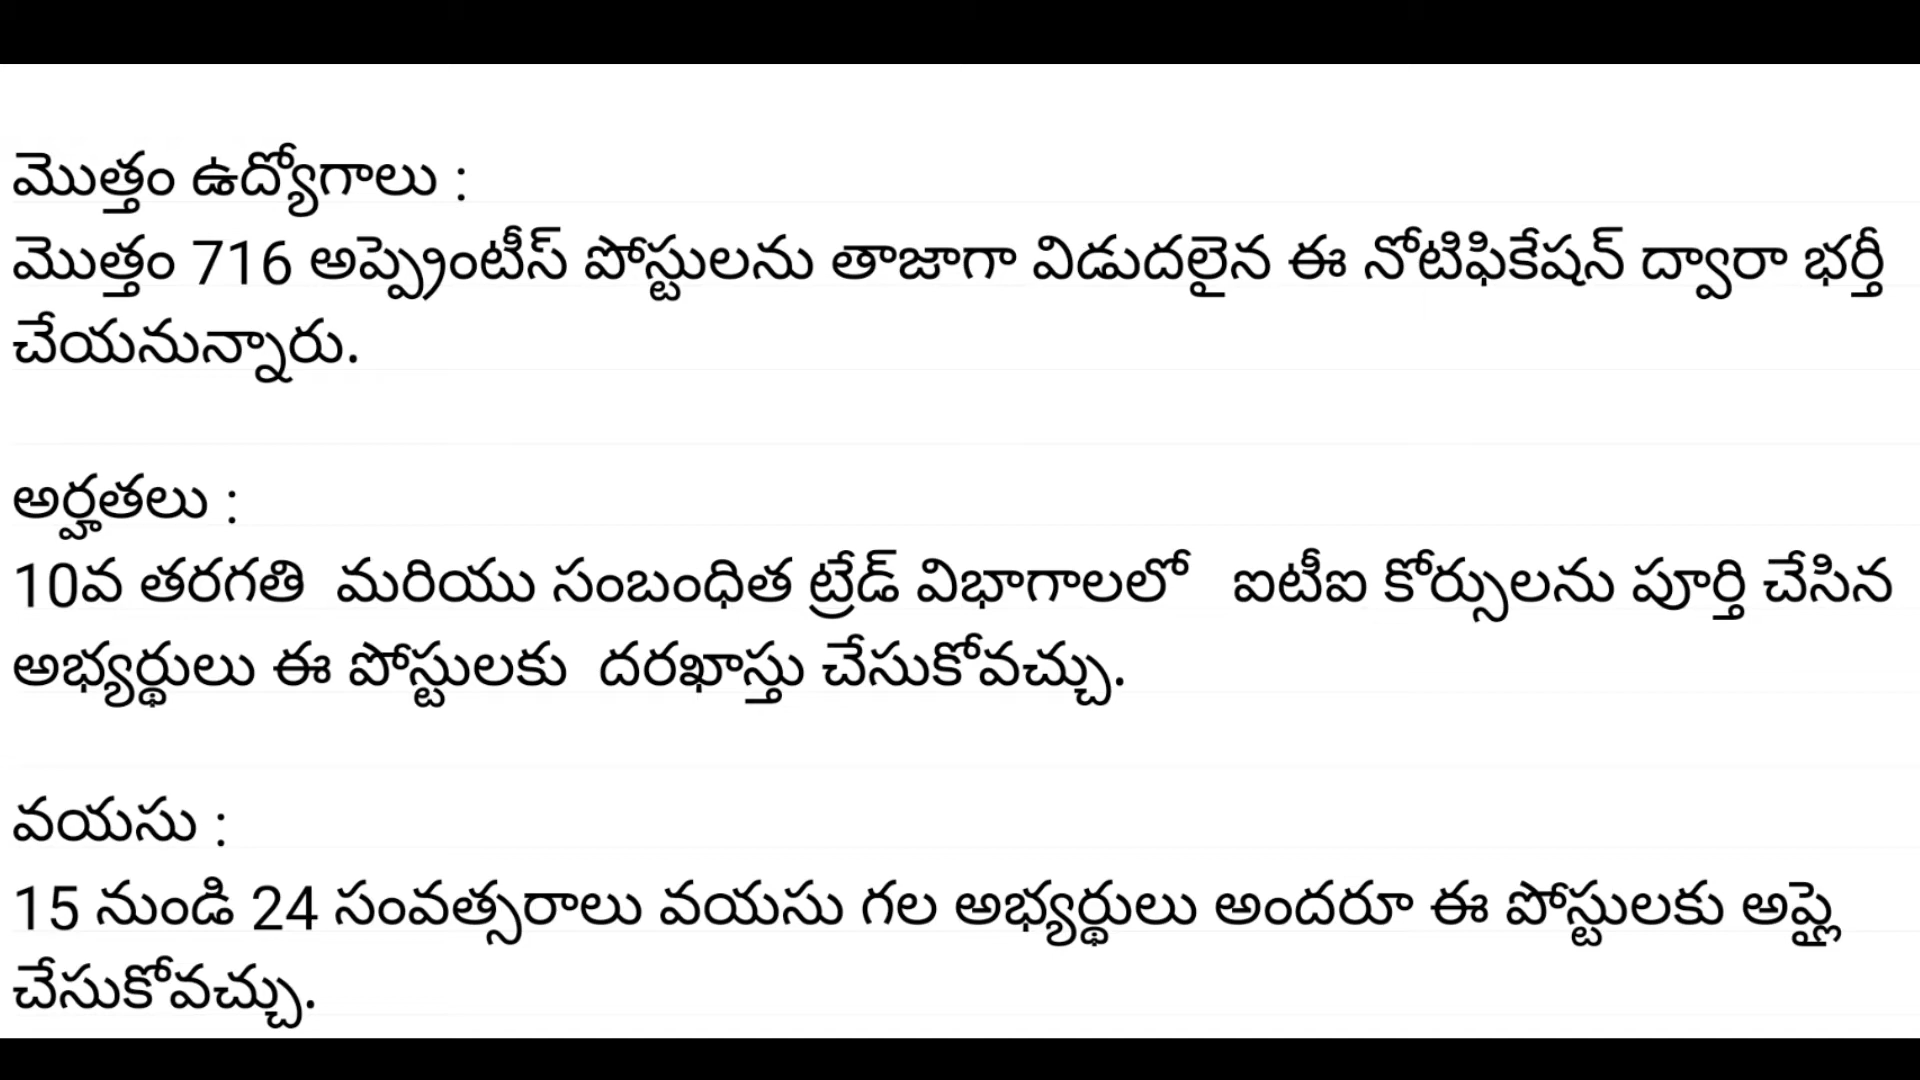 మొత్తం ఉద్యోగాలు :
మొత్తం 716 అప్ప్రెంటీస్ పోస్టులను తాజాగా విడుదలైన ఈ నోటిఫికేషన్ ద్వారా భర్తీ
చేయనున్నారు.
అర్హతలు :
10వ తరగతి మరియు సంబంధిత ట్రేడ్ విభాగాలలో ఐటీఐ కోర్సులను పూర్తి చేసిన
అభ్యర్థులు ఈ పోస్టులకు దరఖాస్తు చేసుకోవచ్చు.
వయసు :
15 నుండి 24 సంవత్సరాలు వయసు గల అభ్యర్థులు అందరూ ఈ పోస్టులకు అప్లై
చేసుకోవచ్చు.